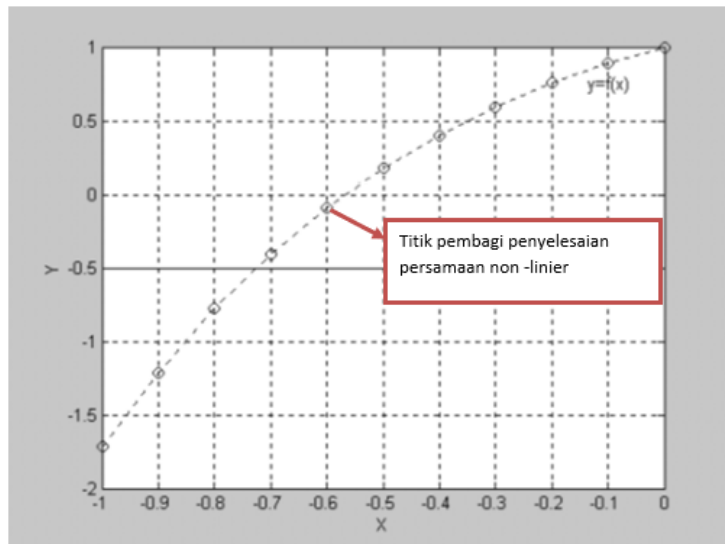 1
0.5
0
-0.5
-1
-1.5
-2
Y
y=f(x)
Titik pembagi penyelesaian
persamaan non -linier
-1 -0.9 -0.8 -0.7 -0.6 -0.5 -0.4 -0.3 -0.2 -0.1 0
X